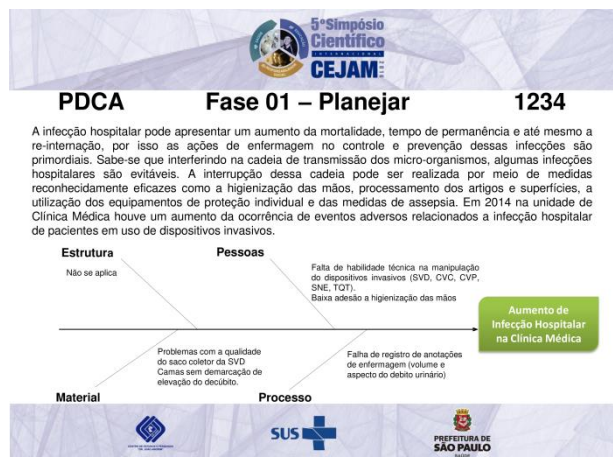 5º Simpósio
Científico
INTERNATIONAL
CEJAM
PDCA Fase 01 – Planejar 1234
A infecção hospitalar pode apresentar um aumento da mortalidade, tempo de permanência e até mesmo a
re-internação, por isso as ações de enfermagem no controle e prevenção dessas infecções são
primordiais. Sabe-se que interferindo na cadeia de transmissão dos micro-organismos, algumas infecções
hospitalares são evitáveis. A interrupção dessa cadeia pode ser realizada por meio de medidas
reconhecidamente eficazes como a higienização das mãos, processamento dos artigos e superfícies, a
utilização dos equipamentos de proteção individual e das medidas de assepsia. Em 2014 na unidade de
Clínica Médica houve um aumento da ocorrência de eventos adversos relacionados a infecção hospitalar
de pacientes em uso de dispositivos invasivos.
Estrutura
Não se aplica
Pessoas
Falta de habilidade técnica na manipulação
do dispositivos invasivos (SVD, CVC, CVP,
SNE, TQT).
Baixa adesão a higienização das mãos
Aumento de
Infecção Hospitalar
na Clínica Médica
Problemas com a qualidade
do saco coletor da SVD
Camas sem demarcação de
elevação do decúbito.
Material
Falha de registro de anotações
de enfermagem (volume e
aspecto do debito urinário)
Processo
SUS
PREFEITURA DE
SÃO PAULO
SAÚDE